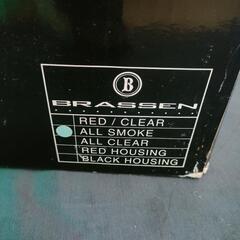 B
BRASSEN
RED / CLEAR
ALL SMOKE
ALL CLEAR
RED HOUSING
BLACK HOUSING